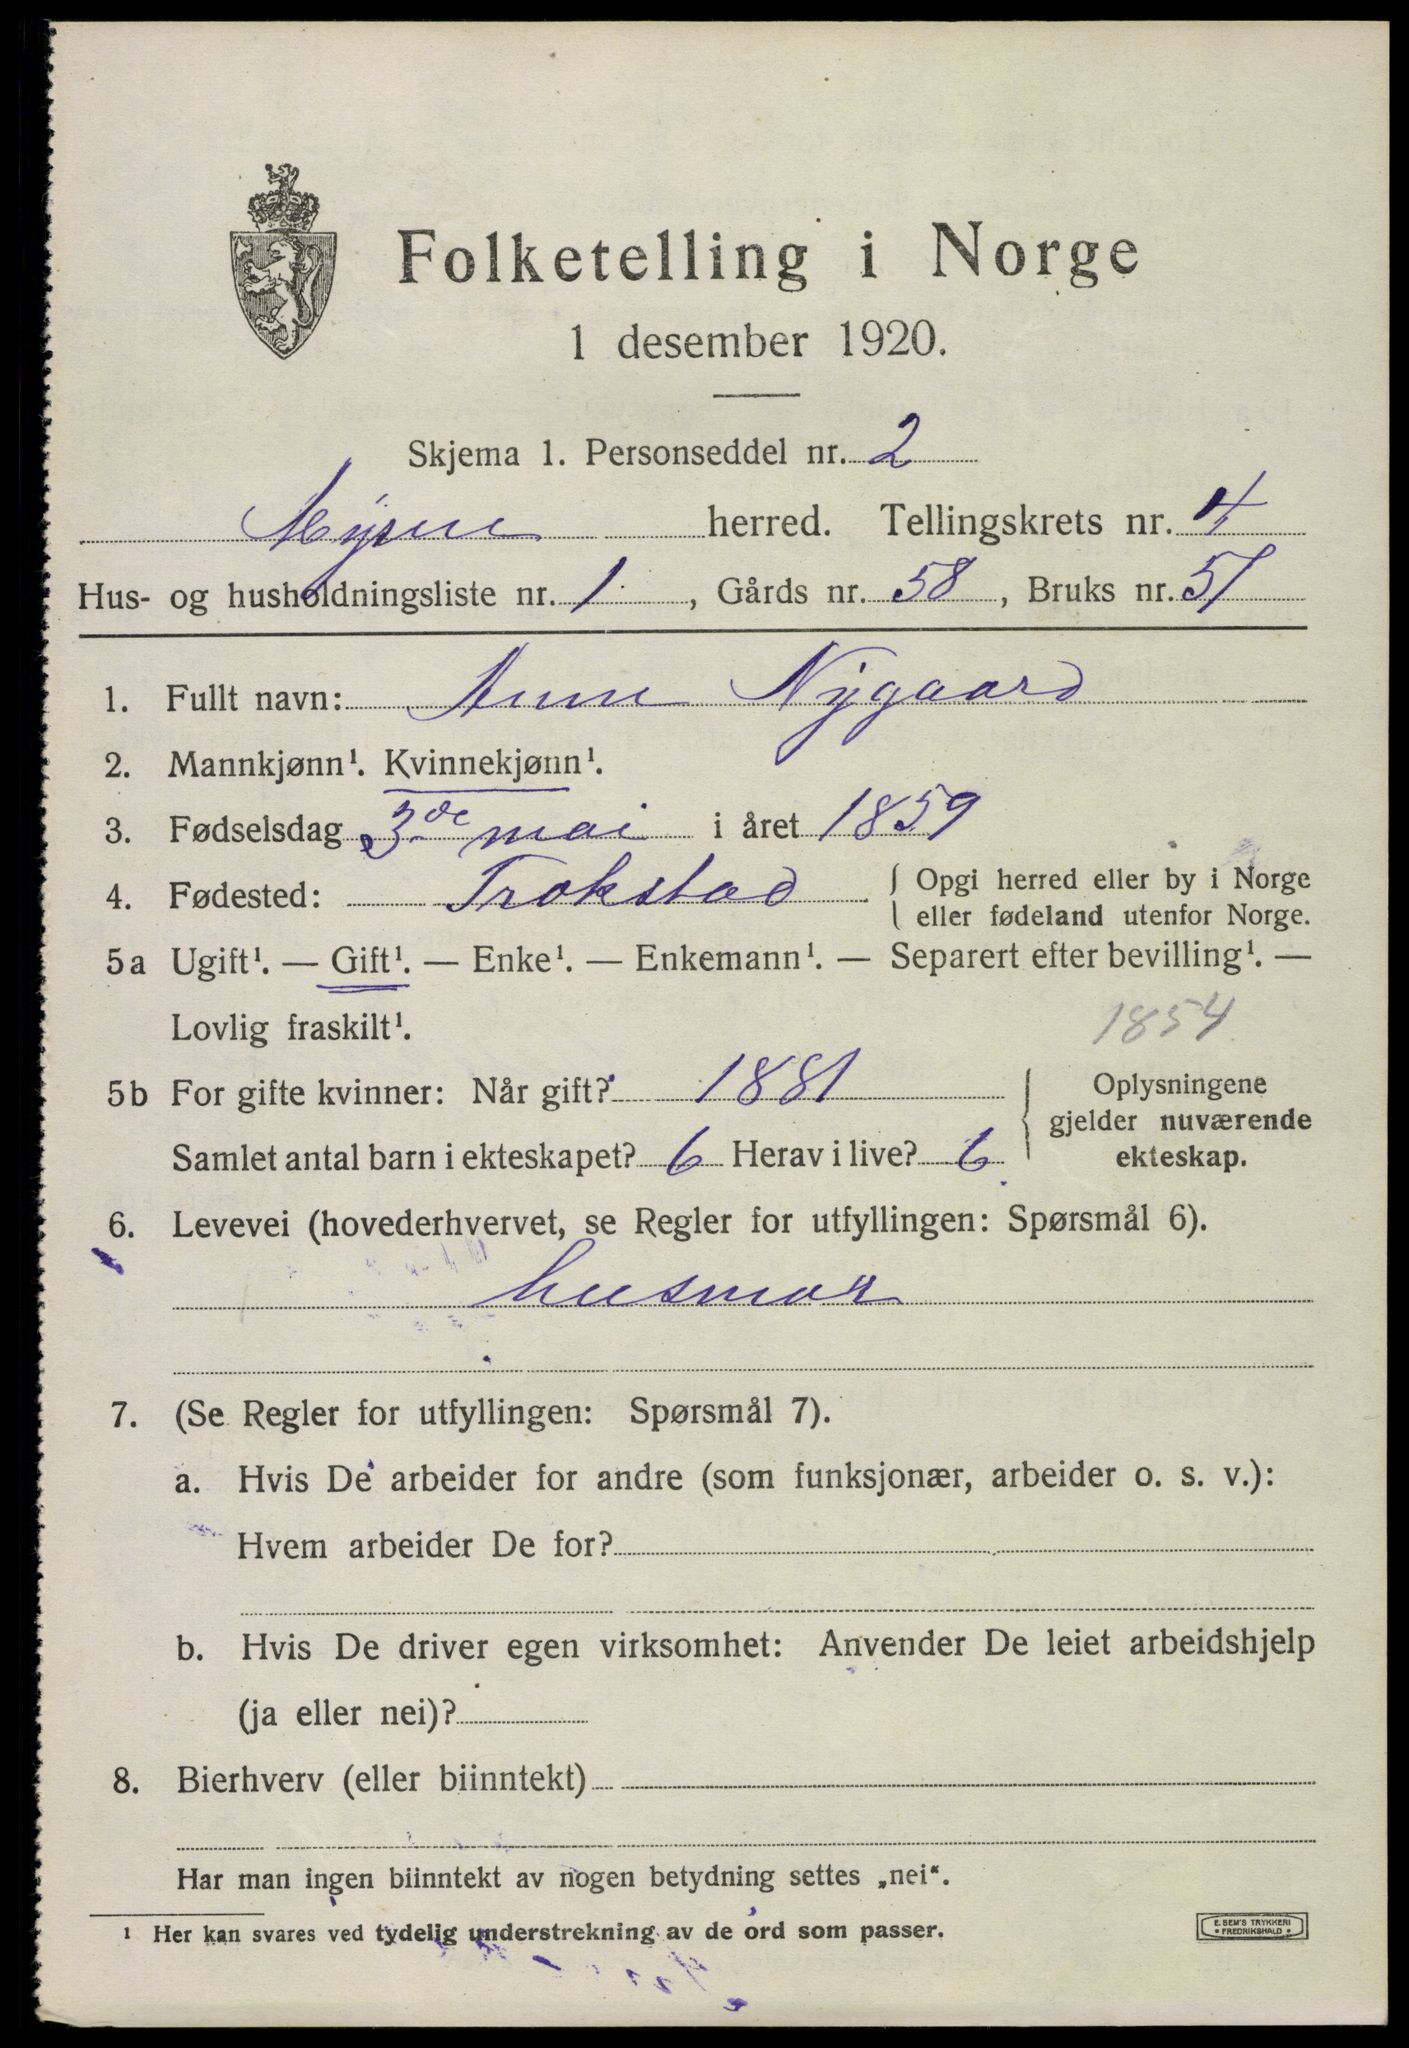 Folketelling i Norge
1 desember 1920.
Skjema 1. Personseddel nr. 2
Mysen herred. Tellingskrets nr. 4
Hus- og husholdningsliste nr. 1, Gårds nr. 58, Bruks nr. 51
1. Fullt navn: Anne Nygaard
2. Mannkjønn¹. Kvinnekjønn¹.
3. Fødselsdag 3de mai i året 1859
4. Fødested: Trøkstad { Opgi herred eller by i Norge
eller fødeland utenfor Norge.
5a Ugift¹. — Gift¹. — Enke¹. — Enkemann¹. — Separert efter bevilling¹. —
Lovlig fraskilt¹.
1854
5b For gifte kvinner: Når gift? 1881
Samlet antal barn i ekteskapet? 6 Herav i live? 6
{ Oplysningene
gjelder nuværende
ekteskap.
6. Levevei (hovederhvervet, se Regler for utfyllingen: Spørsmål 6).
husmor
7. (Se Regler for utfyllingen: Spørsmål 7).
a. Hvis De arbeider for andre (som funksjonær, arbeider o. s. v.):
Hvem arbeider De for?
b. Hvis De driver egen virksomhet: Anvender De leiet arbeidshjelp
(ja eller nei)?
8. Bierhverv (eller biinntekt)
Har man ingen biinntekt av nogen betydning settes „nei“.
¹ Her kan svares ved tydelig understrekning av de ord som passer.
E. SEM'S TRYKKERI
• FREDRIKSHALD •